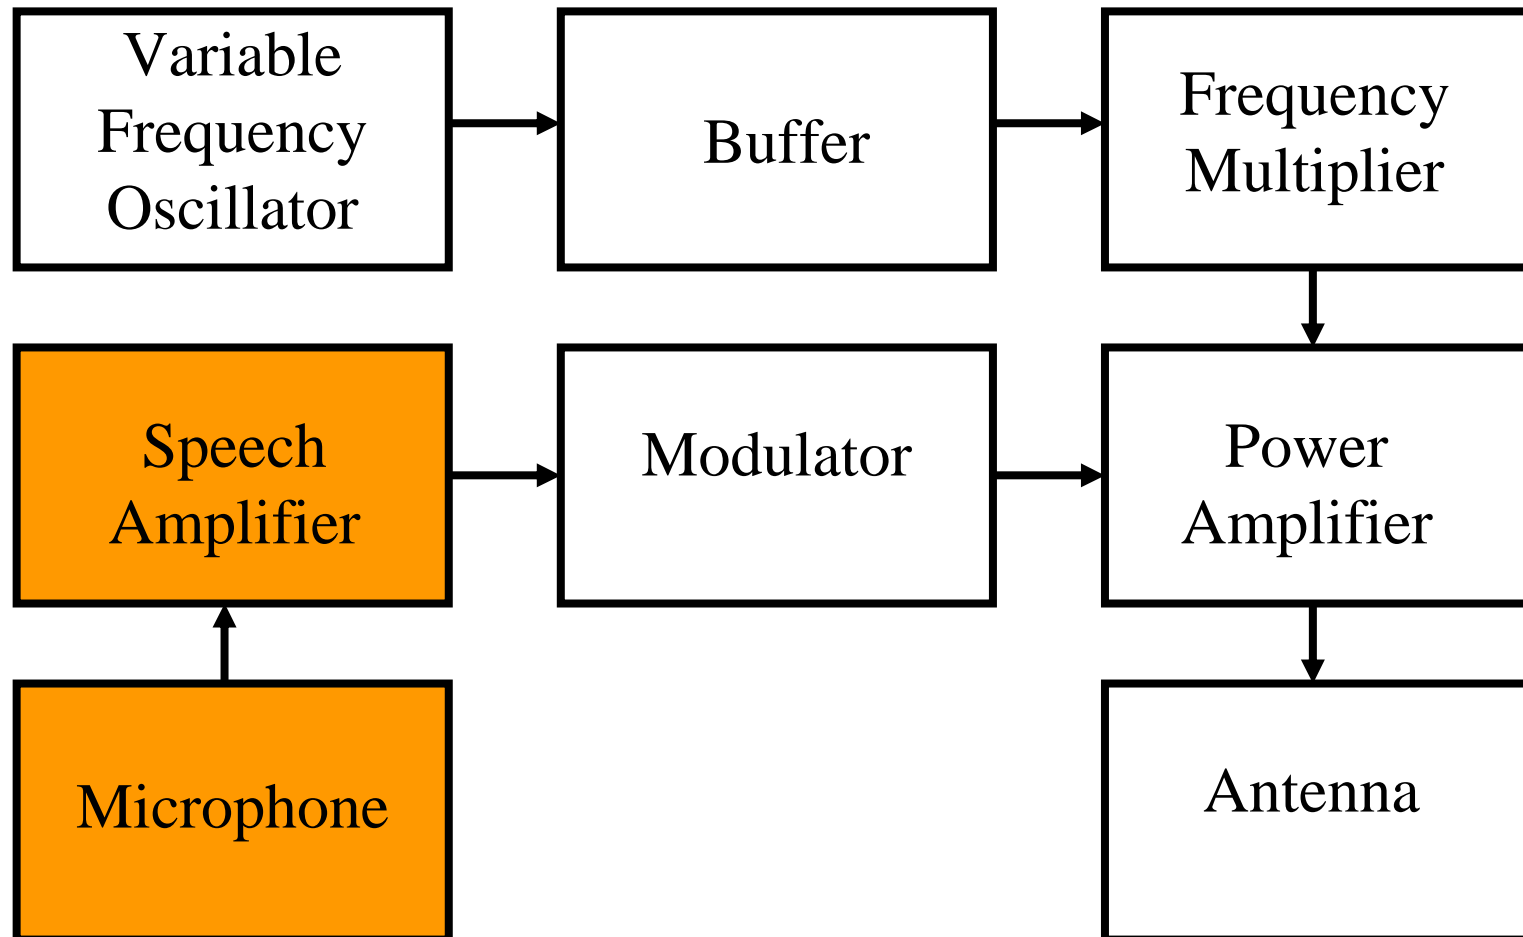 Variable
Frequency
Oscillator
Buffer
Frequency
Multiplier
Speech
Amplifier
Modulator
Power
Amplifier
Microphone
Antenna